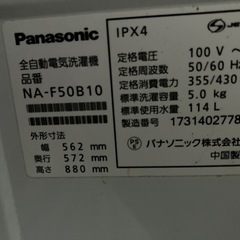 Panasonic
全自動電気洗濯機
品番
NA-F50B10
外形寸法
幅 562 mm
奥行 572 mm
高さ 880 mm
IPX4
定格電圧 100 V
定格周波数 50/60 H
定格消費電力 355/430
標準洗濯容量 5.0 k
標準使用水量 114 L
製造番号 1731402778
PS E
パナソニック株式会
中国製